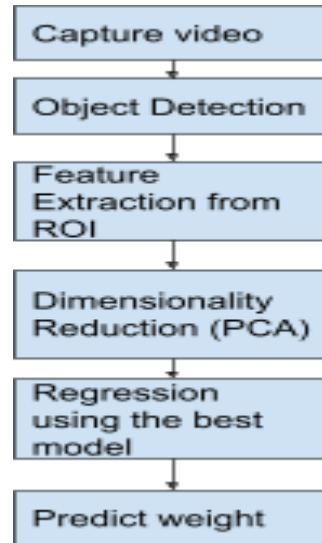 Capture video
Object Detection
Feature
Extraction from
ROI
Dimensionality
Reduction (PCA)
Regression
using the best
model
Predict weight